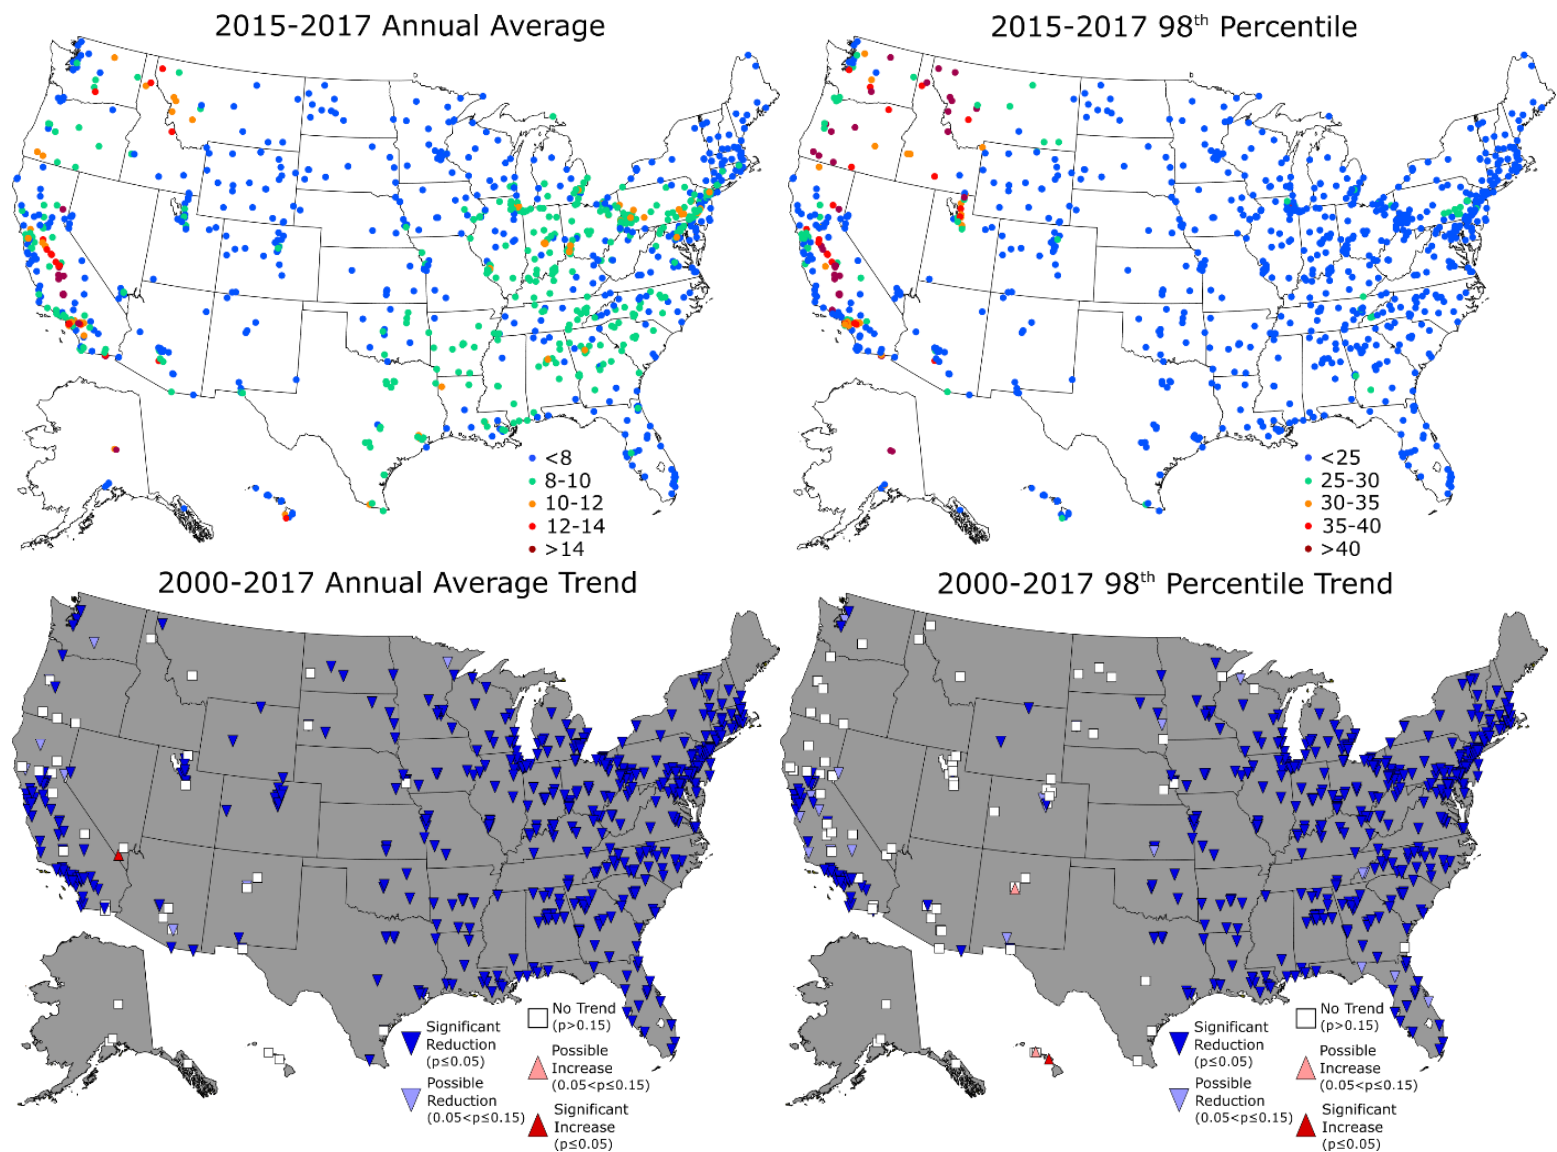 2015-2017 Annual Average
<8
8-10
10-12
12-14
>14
2015-2017 98th Percentile
<25
25-30
30-35
35-40
>40
2000-2017 Annual Average Trend
Significant
Reduction
(p≤0.05)
Possible
Reduction
(0.05<p≤0.15)
No Trend
(p>0.15)
Possible
Increase
(0.05<p≤0.15)
Significant
Increase
(p≤0.05)
2000-2017 98th Percentile Trend
Significant
Reduction
(p≤0.05)
Possible
Reduction
(0.05<p≤0.15)
No Trend
(p>0.15)
Possible
Increase
(0.05<p≤0.15)
Significant
Increase
(p≤0.05)